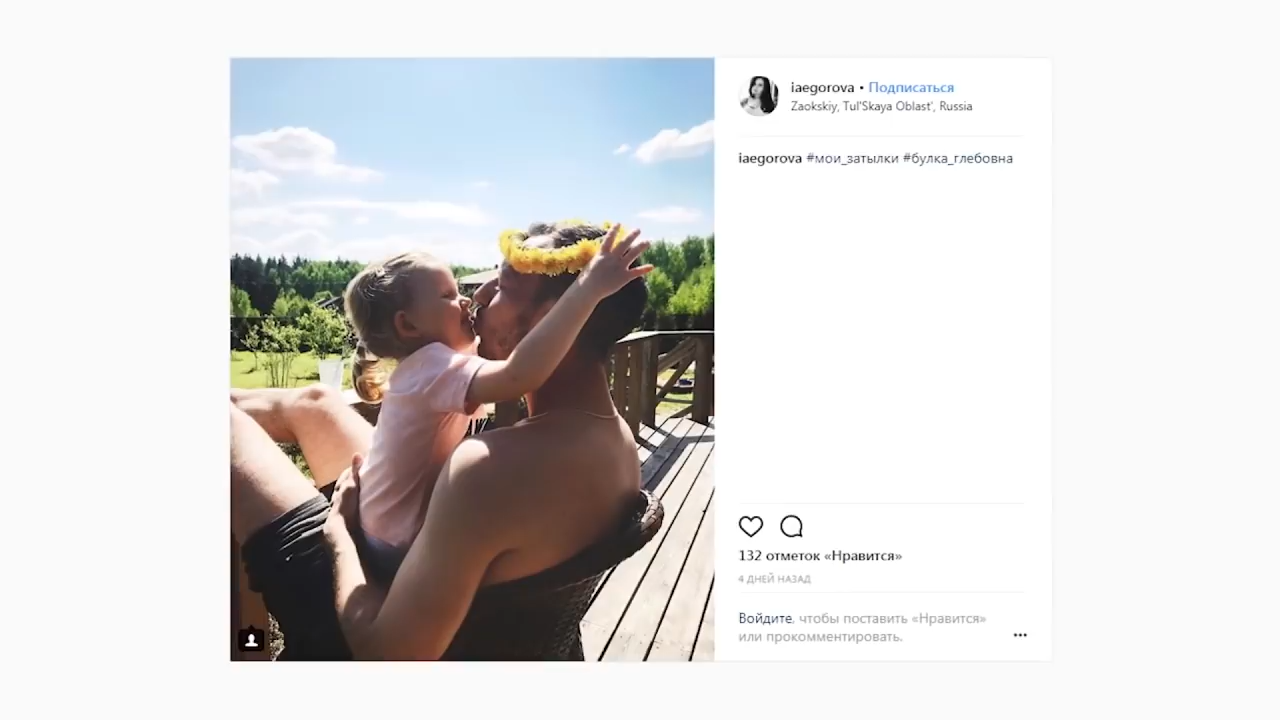 iaegorova • Подписаться
Zaokskiy, Tul'Skaya Oblast', Russia
iaegorova #мои_затылки #булка_глебовна
132 отметок «Нравится»
4 ДНЕЙ НАЗАД
Войдите, чтобы поставить «Нравится»
или прокомментировать.